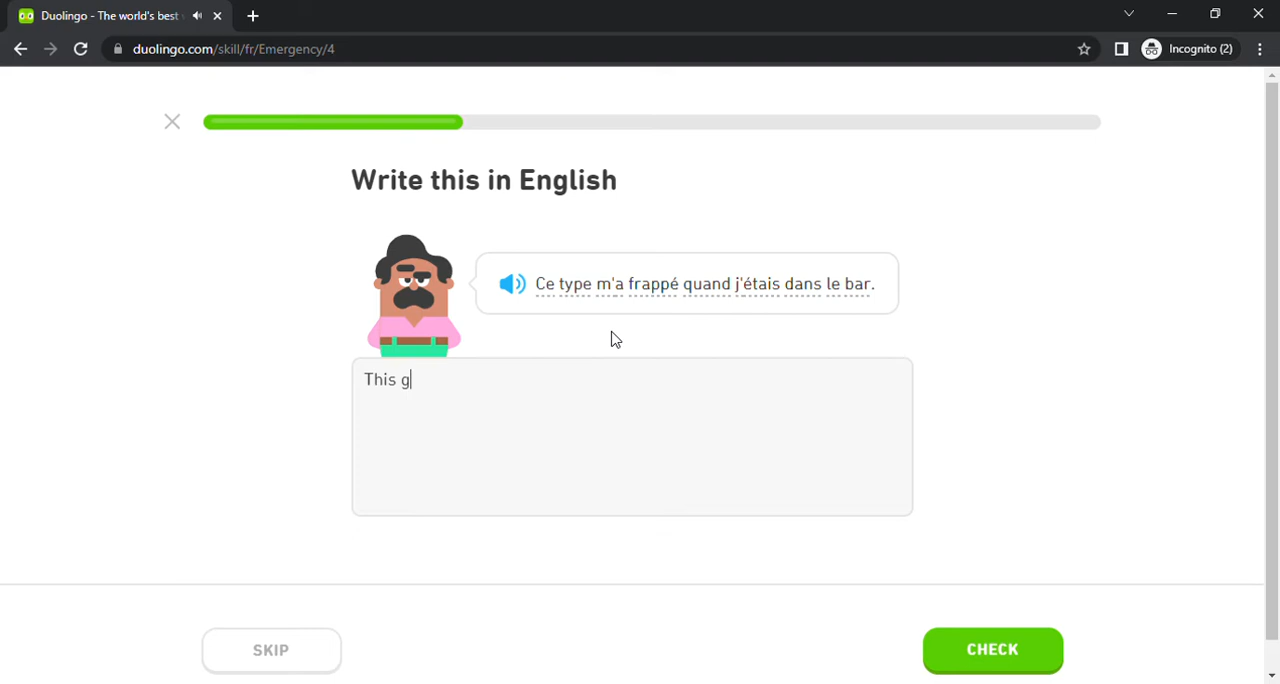 Duolingo - The world's best
duolingo.com/skill/fr/Emergency/4
Incognito (2)
Write this in English
Ce type m'a frappé quand j'étais dans le bar.
This g
SKIP
CHECK